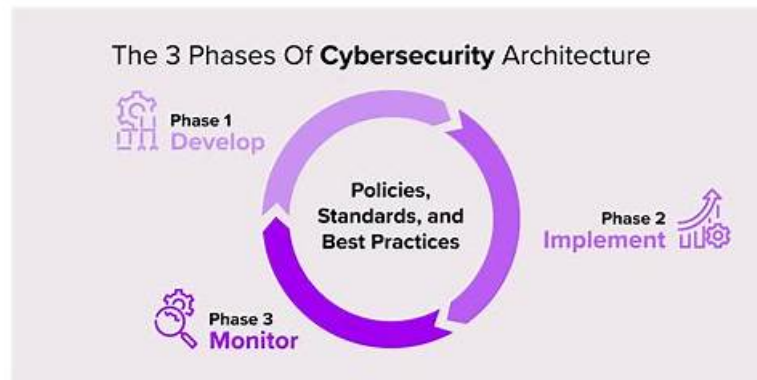 The 3 Phases Of Cybersecurity Architecture
Phase 1
Develop
Policies,
Standards, and
Best Practices
Phase 2
Implement
Phase 3
Monitor